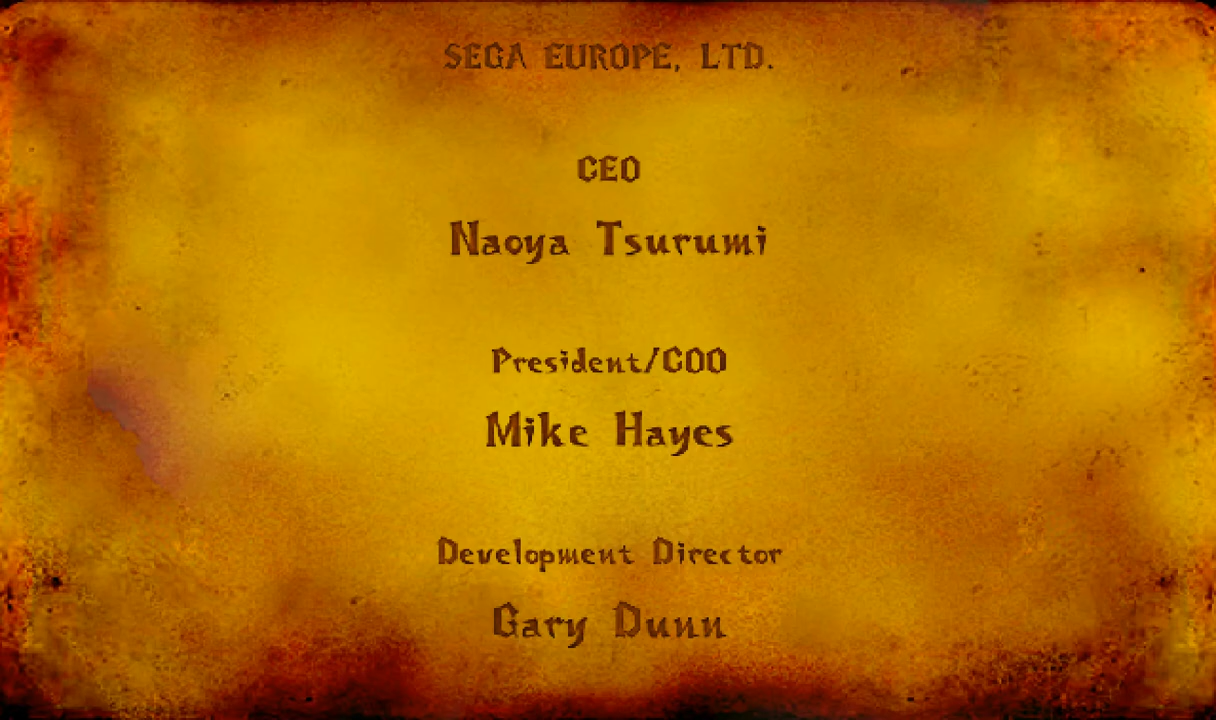 SEGA EUROPE, LTD.
CEO
Naoya Tsurumi
President/COO
Mike Hayes
Development Director
Gary Dunn